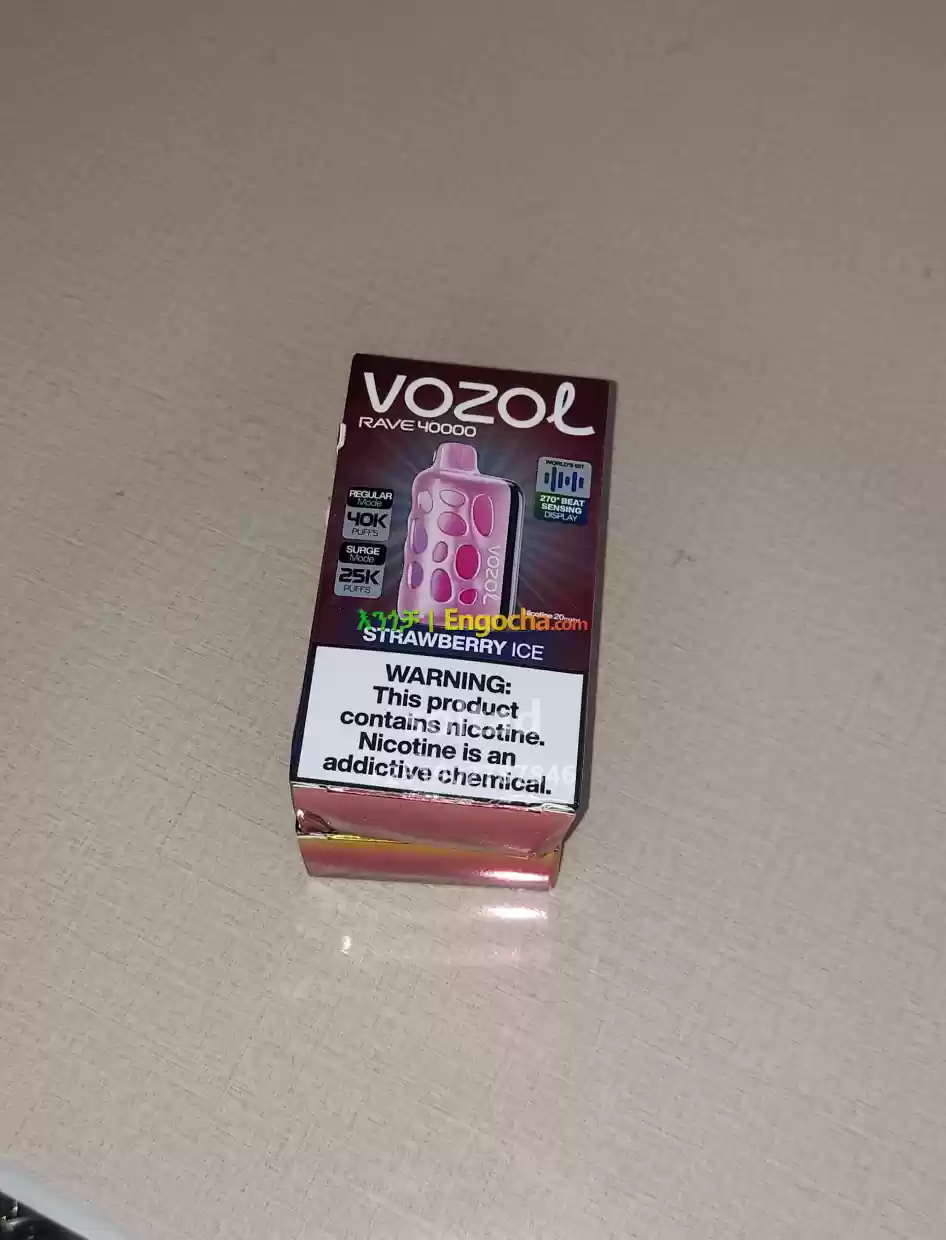 VOZOL
RAVE 40000
WORLD'S 1ST
270° BEAT
SENSING
DISPLAY
REGULAR
Mode
40K
PUFFS
SURGE
Mode
25K
PUFFS
VOZOL
እንጎቻ | Engocha.com
STRAWBERRY ICE
WARNING:
This product
contains nicotine.
Nicotine is an
addictive chemical.